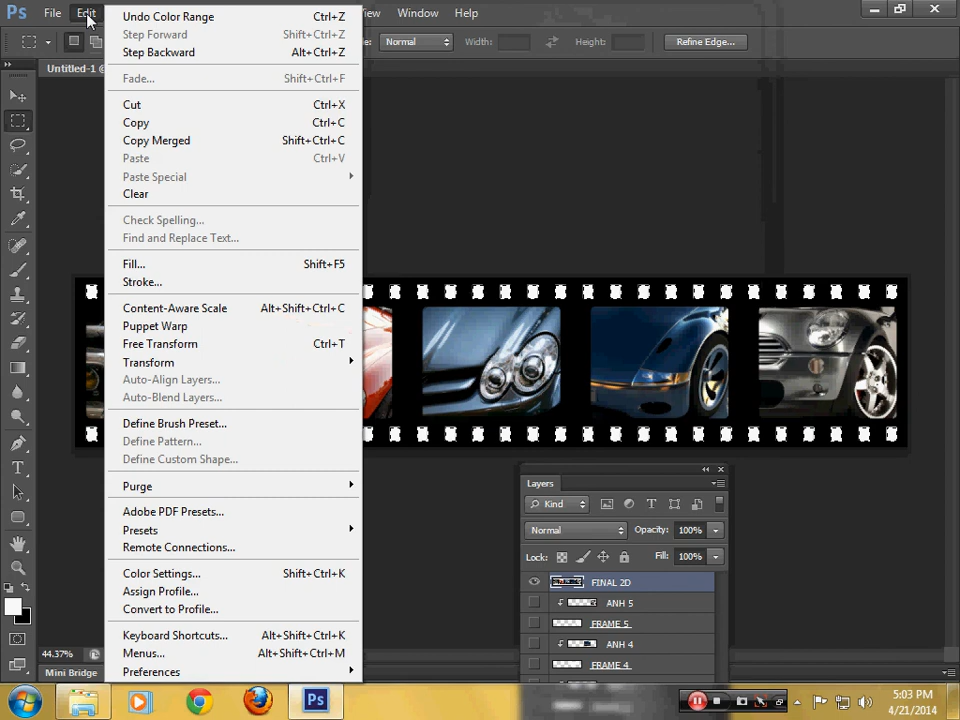 Ps File Edit View Window Help
Normal Width: Height: Refine Edge...
Untitled-1 @
Undo Color Range Ctrl+Z
Step Forward Shift+Ctrl+Z
Step Backward Alt+Ctrl+Z
Fade... Shift+Ctrl+F
Cut Ctrl+X
Copy Ctrl+C
Copy Merged Shift+Ctrl+C
Paste Ctrl+V
Paste Special
Clear
Check Spelling...
Find and Replace Text...
Fill... Shift+F5
Stroke...
Content-Aware Scale Alt+Shift+Ctrl+C
Puppet Warp
Free Transform Ctrl+T
Transform
Auto-Align Layers...
Auto-Blend Layers...
Define Brush Preset...
Define Pattern...
Define Custom Shape...
Purge
Adobe PDF Presets...
Presets
Remote Connections...
Color Settings... Shift+Ctrl+K
Assign Profile...
Convert to Profile...
Keyboard Shortcuts... Alt+Shift+Ctrl+K
Menus... Alt+Shift+Ctrl+M
Preferences
Layers
Kind
Normal Opacity: 100%
Lock: Fill: 100%
FINAL 2D
ANH 5
FRAME 5
ANH 4
FRAME 4
44.37%
Mini Bridge
Ps
5:03 PM
4/21/2014